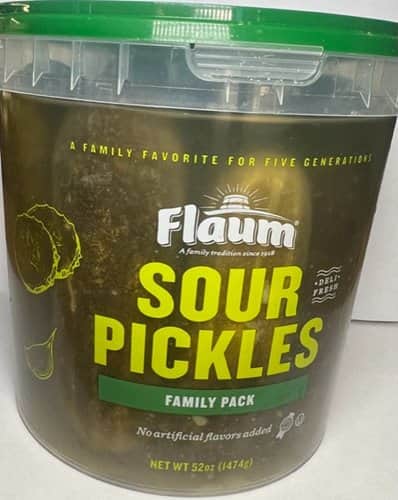 A FAMILY FAVORITE FOR FIVE GENERATIONS
Flaum
A family tradition since 1918
SOUR
PICKLES
DELI
FRESH
FAMILY PACK
No artificial flavors added
NET WT 52oz (1474g)